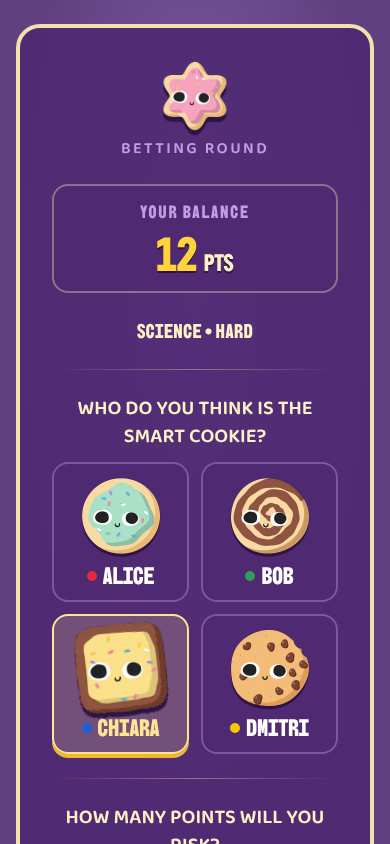 BETTING ROUND
YOUR BALANCE
12 PTS
SCIENCE • HARD
WHO DO YOU THINK IS THE
SMART COOKIE?
ALICE
BOB
CHIARA
DMITRI
HOW MANY POINTS WILL YOU
RISK?